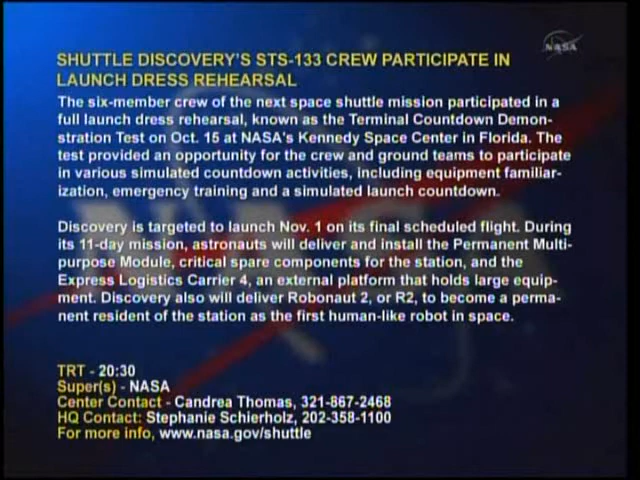 NASA
SHUTTLE DISCOVERY'S STS-133 CREW PARTICIPATE IN
LAUNCH DRESS REHEARSAL
The six-member crew of the next space shuttle mission participated in a
full launch dress rehearsal, known as the Terminal Countdown Demon-
stration Test on Oct. 15 at NASA's Kennedy Space Center in Florida. The
test provided an opportunity for the crew and ground teams to participate
in various simulated countdown activities, including equipment familiar-
ization, emergency training and a simulated launch countdown.
Discovery is targeted to launch Nov. 1 on its final scheduled flight. During
its 11-day mission, astronauts will deliver and install the Permanent Multi-
purpose Module, critical spare components for the station, and the
Express Logistics Carrier 4, an external platform that holds large equip-
ment. Discovery also will deliver Robonaut 2, or R2, to become a perma-
nent resident of the station as the first human-like robot in space.
TRT - 20:30
Super(s) - NASA
Center Contact - Candrea Thomas, 321-867-2468
HQ Contact: Stephanie Schierholz, 202-358-1100
For more info, www.nasa.gov/shuttle